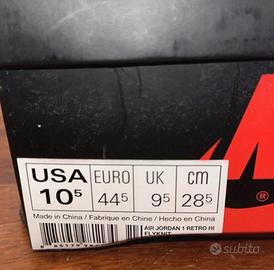 USA EURO UK cm
10⁵ 44⁵ 9⁵ 28⁵
Made in China / Fabrique en Chine / Hecho en China
AIR JORDAN 1 RETRO HI
FLYKNIT
®
subito